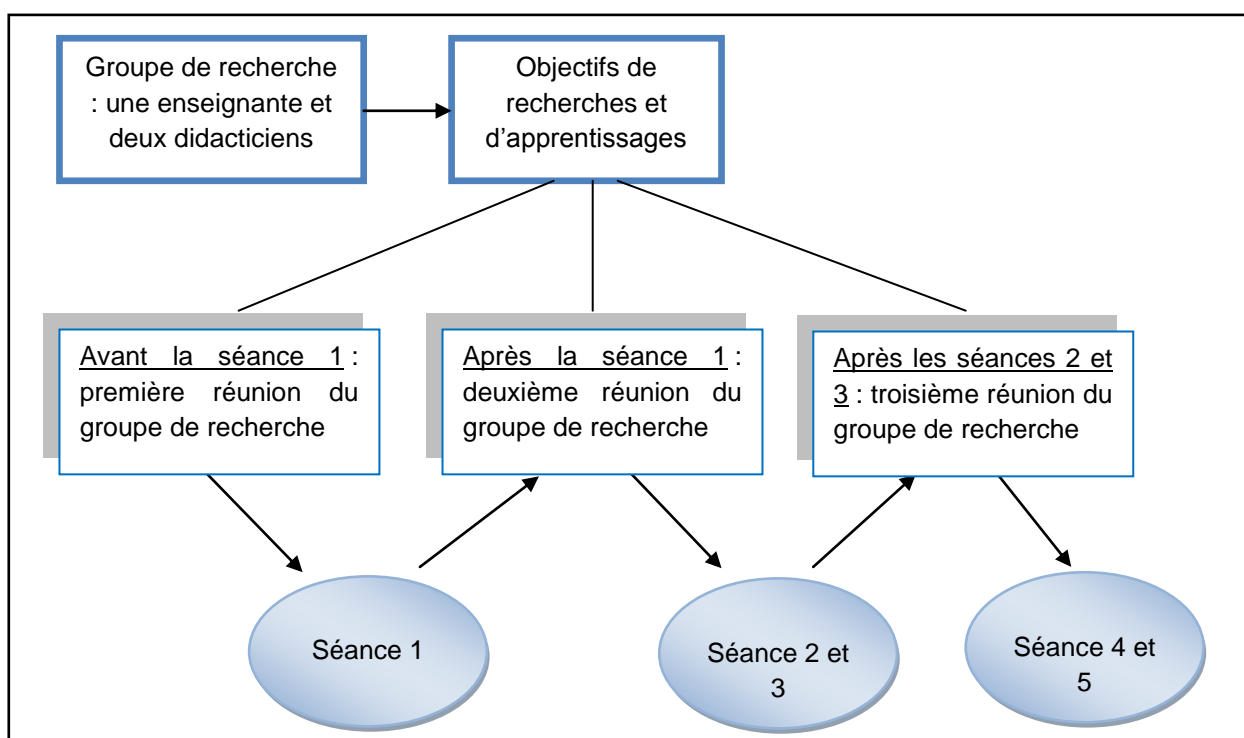 Groupe de recherche
: une enseignante et
deux didacticiens
Objectifs de
recherches et
d’apprentissages
Avant la séance 1 :
première réunion du
groupe de recherche
Après la séance 1 :
deuxième réunion du
groupe de recherche
Après les séances 2 et
3 : troisième réunion du
groupe de recherche
Séance 1
Séance 2 et
3
Séance 4 et
5